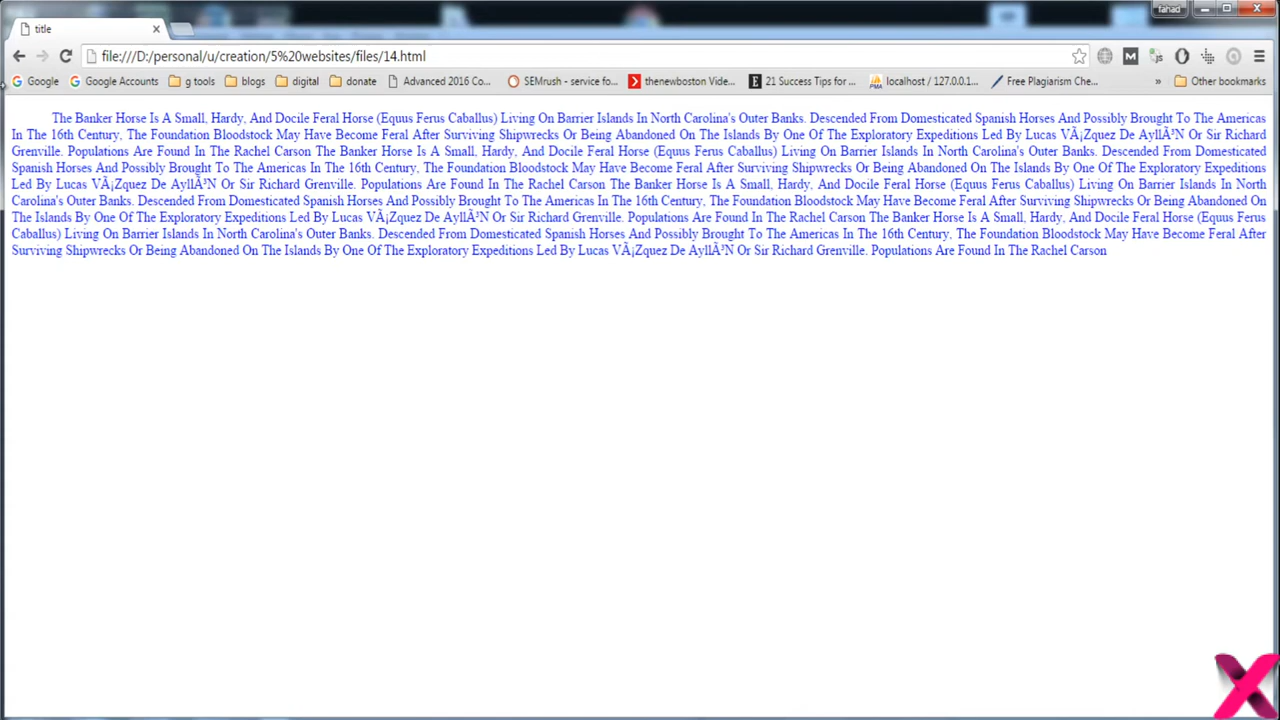 fahad
title
file:///D:/personal/u/creation/5%20websites/files/14.html
Google Google Accounts g tools blogs digital donate Advanced 2016 Co... SEMrush - service fo... thenewboston Vide... 21 Success Tips for ... localhost / 127.0.0.1... Free Plagiarism Che... » Other bookmarks
The Banker Horse Is A Small, Hardy, And Docile Feral Horse (Equus Ferus Caballus) Living On Barrier Islands In North Carolina's Outer Banks. Descended From Domesticated Spanish Horses And Possibly Brought To The Americas
In The 16th Century, The Foundation Bloodstock May Have Become Feral After Surviving Shipwrecks Or Being Abandoned On The Islands By One Of The Exploratory Expeditions Led By Lucas VÃ¡Zquez De AyllÃ³N Or Sir Richard
Grenville. Populations Are Found In The Rachel Carson The Banker Horse Is A Small, Hardy, And Docile Feral Horse (Equus Ferus Caballus) Living On Barrier Islands In North Carolina's Outer Banks. Descended From Domesticated
Spanish Horses And Possibly Brought To The Americas In The 16th Century, The Foundation Bloodstock May Have Become Feral After Surviving Shipwrecks Or Being Abandoned On The Islands By One Of The Exploratory Expeditions
Led By Lucas VÃ¡Zquez De AyllÃ³N Or Sir Richard Grenville. Populations Are Found In The Rachel Carson The Banker Horse Is A Small, Hardy, And Docile Feral Horse (Equus Ferus Caballus) Living On Barrier Islands In North
Carolina's Outer Banks. Descended From Domesticated Spanish Horses And Possibly Brought To The Americas In The 16th Century, The Foundation Bloodstock May Have Become Feral After Surviving Shipwrecks Or Being Abandoned On
The Islands By One Of The Exploratory Expeditions Led By Lucas VÃ¡Zquez De AyllÃ³N Or Sir Richard Grenville. Populations Are Found In The Rachel Carson The Banker Horse Is A Small, Hardy, And Docile Feral Horse (Equus Ferus
Caballus) Living On Barrier Islands In North Carolina's Outer Banks. Descended From Domesticated Spanish Horses And Possibly Brought To The Americas In The 16th Century, The Foundation Bloodstock May Have Become Feral After
Surviving Shipwrecks Or Being Abandoned On The Islands By One Of The Exploratory Expeditions Led By Lucas VÃ¡Zquez De AyllÃ³N Or Sir Richard Grenville. Populations Are Found In The Rachel Carson